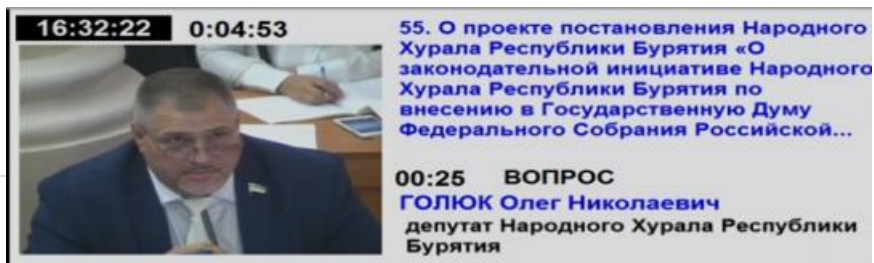 16:32:22 0:04:53
55. О проекте постановления Народного
Хурала Республики Бурятия «О
законодательной инициативе Народного
Хурала Республики Бурятия по
внесению в Государственную Думу
Федерального Собрания Российской...
00:25 ВОПРОС
ГОЛЮК Олег Николаевич
депутат Народного Хурала Республики
Бурятия